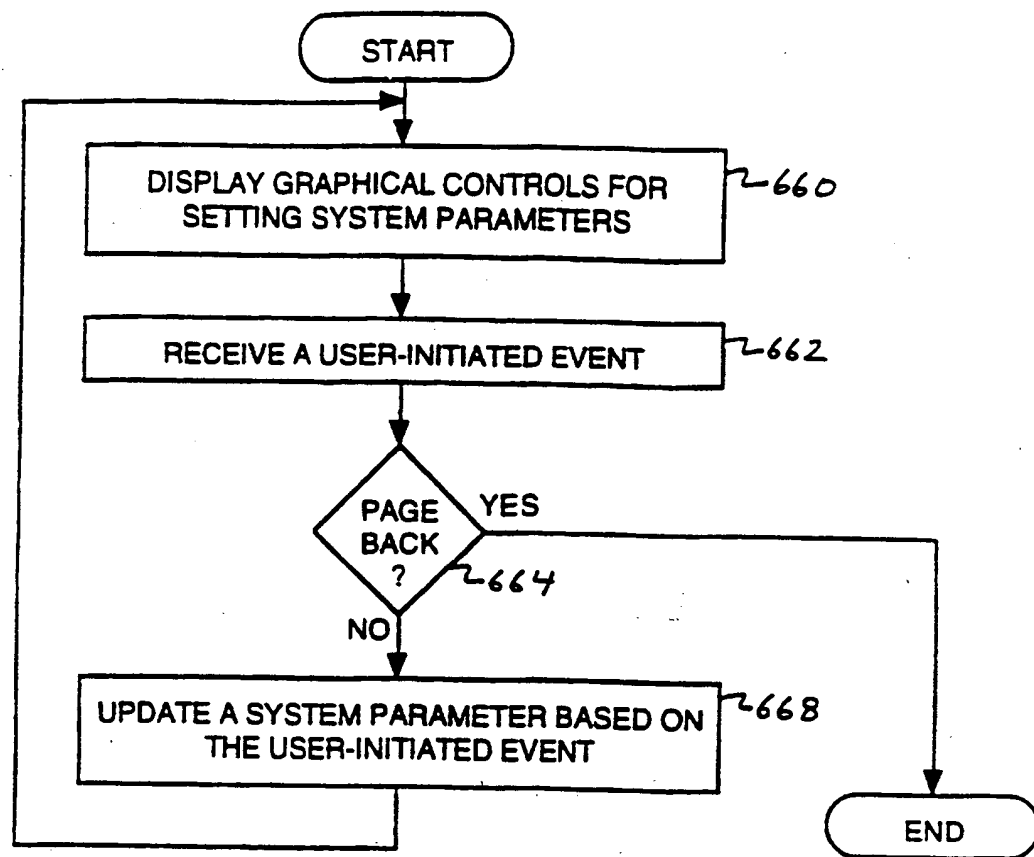 START
DISPLAY GRAPHICAL CONTROLS FOR
SETTING SYSTEM PARAMETERS
660
RECEIVE A USER-INITIATED EVENT
662
PAGE
BACK
?
YES
664
NO
UPDATE A SYSTEM PARAMETER BASED ON
THE USER-INITIATED EVENT
668
END